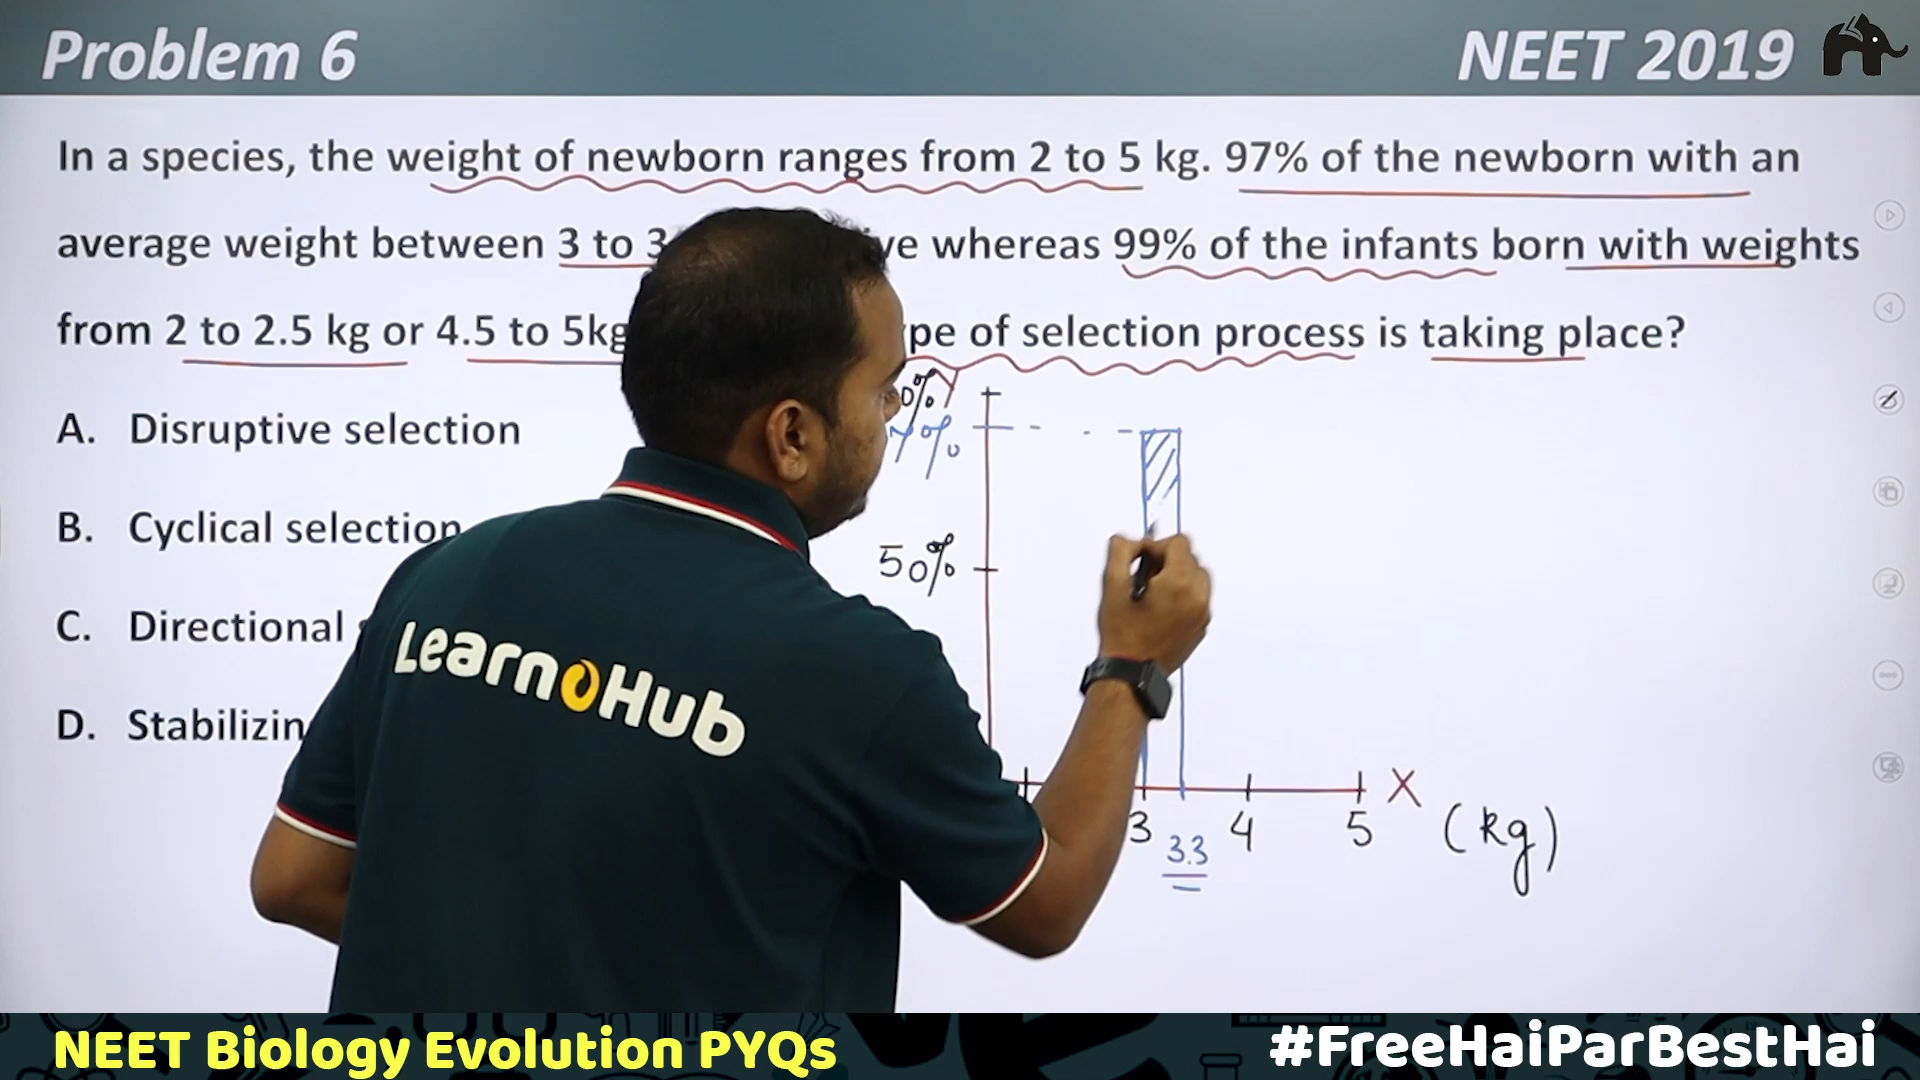 Problem 6
NEET 2019
In a species, the weight of newborn ranges from 2 to 5 kg. 97% of the newborn with an
average weight between 3 to 3 whereas 99% of the infants born with weights
from 2 to 2.5 kg or 4.5 to 5kg of selection process is taking place?
A. Disruptive selection
B. Cyclical selection
C. Directional
D. Stabilizin
Y
50%
3 4 5 X (kg)
3.3
LearnoHub
NEET Biology Evolution PYQs
#FreeHaiParBestHai